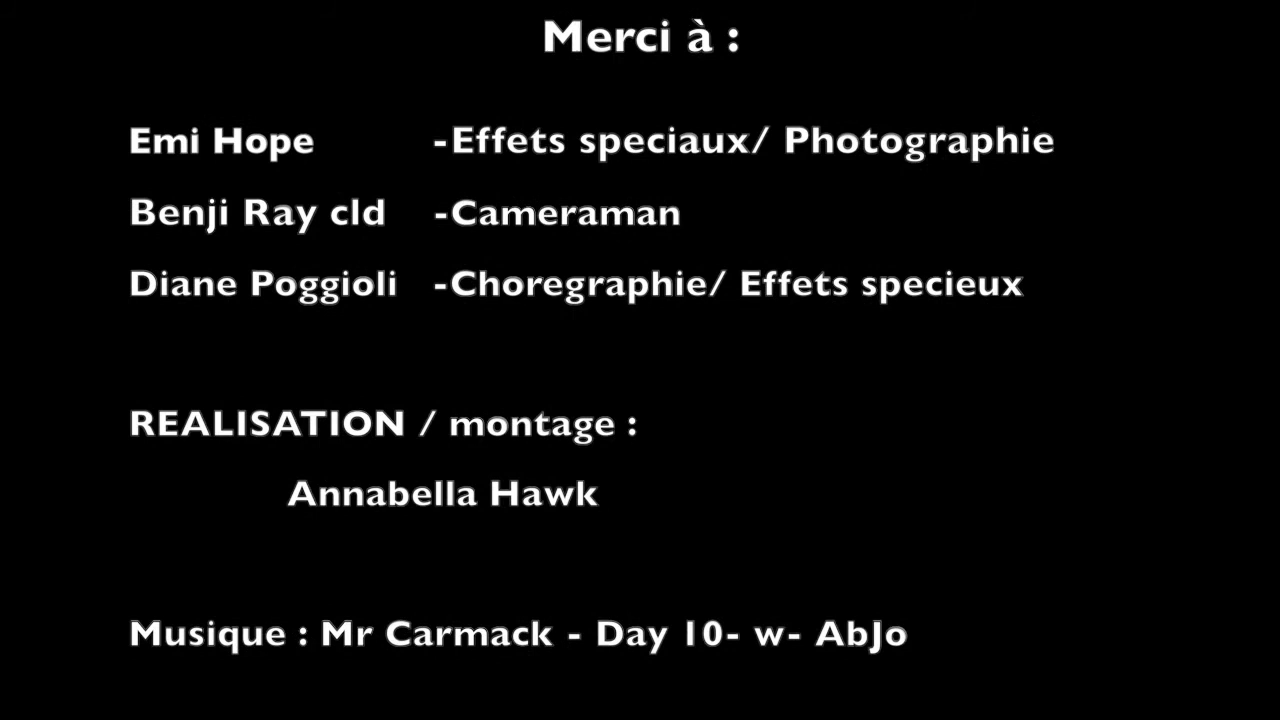 Merci à :
Emi Hope -Effets speciaux/ Photographie
Benji Ray cld -Cameraman
Diane Poggioli -Choregraphie/ Effets specieux
REALISATION / montage :
Annabella Hawk
Musique : Mr Carmack - Day 10- w- AbJo